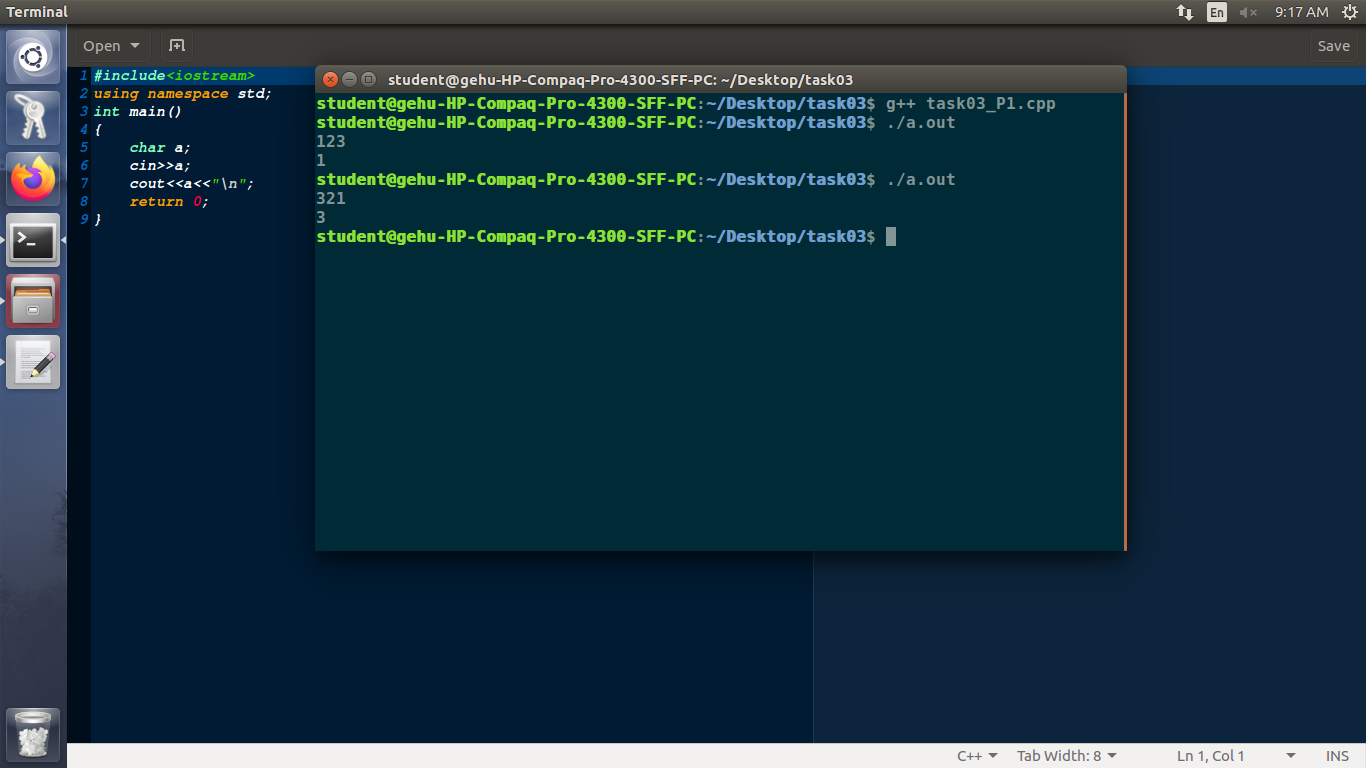 Terminal
En
9:17 AM
Open
Save
1 #include<iostream>
2 using namespace std;
3 int main()
4 {
5     char a;
6     cin>>a;
7     cout<<a<<"\n";
8     return 0;
9 }
student@gehu-HP-Compaq-Pro-4300-SFF-PC: ~/Desktop/task03
student@gehu-HP-Compaq-Pro-4300-SFF-PC:~/Desktop/task03$ g++ task03_P1.cpp
student@gehu-HP-Compaq-Pro-4300-SFF-PC:~/Desktop/task03$ ./a.out
123
1
student@gehu-HP-Compaq-Pro-4300-SFF-PC:~/Desktop/task03$ ./a.out
321
3
student@gehu-HP-Compaq-Pro-4300-SFF-PC:~/Desktop/task03$
C++
Tab Width: 8
Ln 1, Col 1
INS